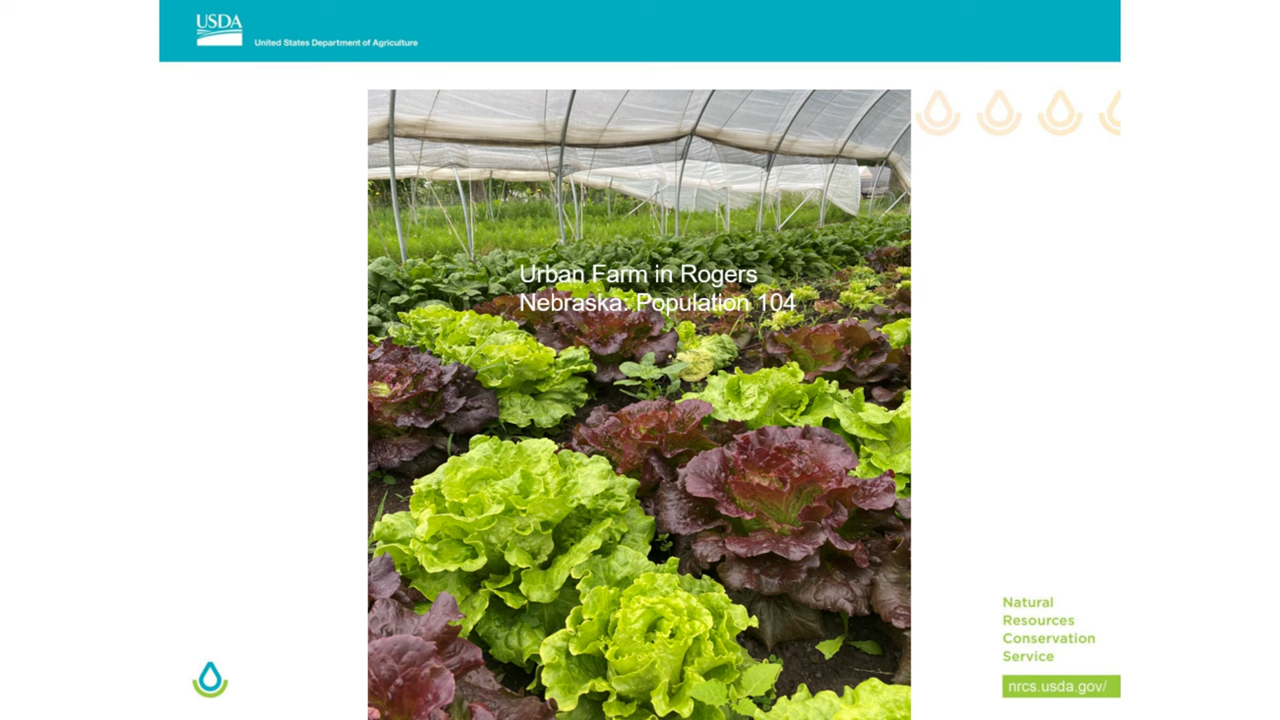 USDA
United States Department of Agriculture
Urban Farm in Rogers
Nebraska: Population 104
Natural
Resources
Conservation
Service
nrcs.usda.gov/